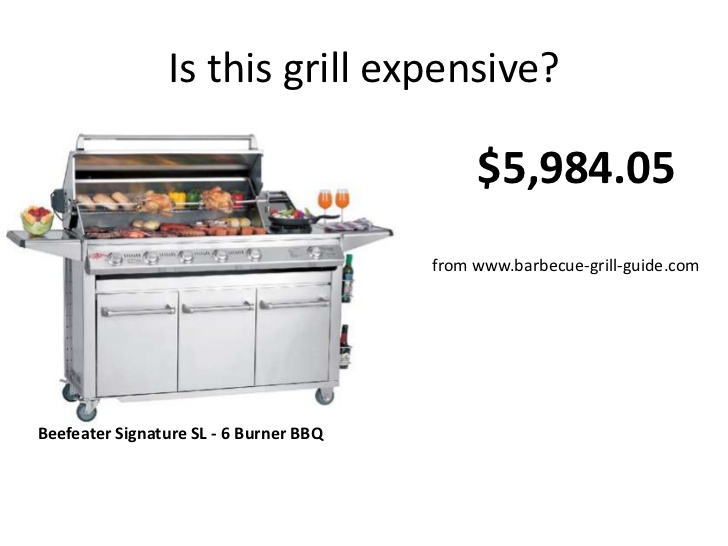 Is this grill expensive?
$5,984.05
from www.barbecue-grill-guide.com
Beefeater Signature SL - 6 Burner BBQ